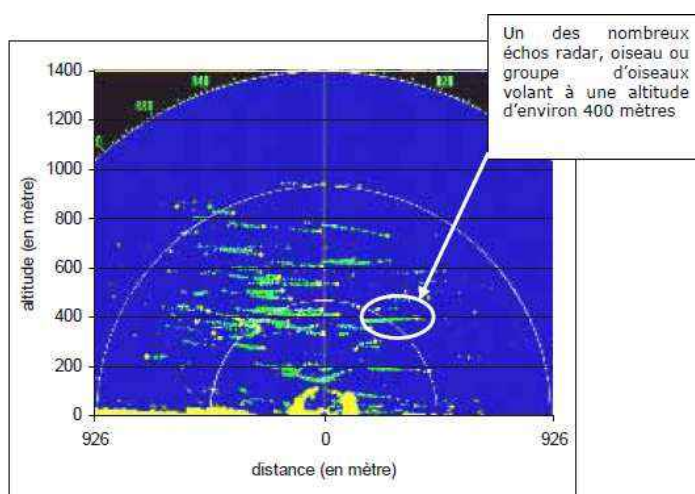 Un des nombreux
échos radar, oiseau ou
groupe d'oiseaux
volant à une altitude
d'environ 400 mètres
1400
1200
1000
800
600
400
200
0
altitude (en mètre)
926
0
926
distance (en mètre)